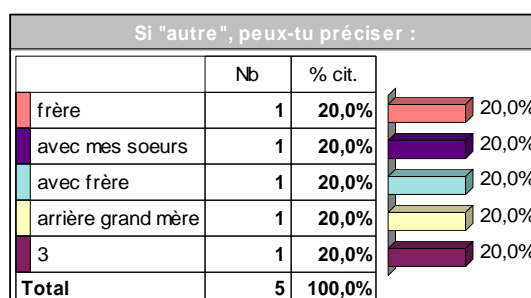 Si "autre", peux-tu préciser :
Nb % cit.
frère 1 20,0% 20,0%
avec mes soeurs 1 20,0% 20,0%
avec frère 1 20,0% 20,0%
arrière grand mère 1 20,0% 20,0%
3 1 20,0% 20,0%
Total 5 100,0%